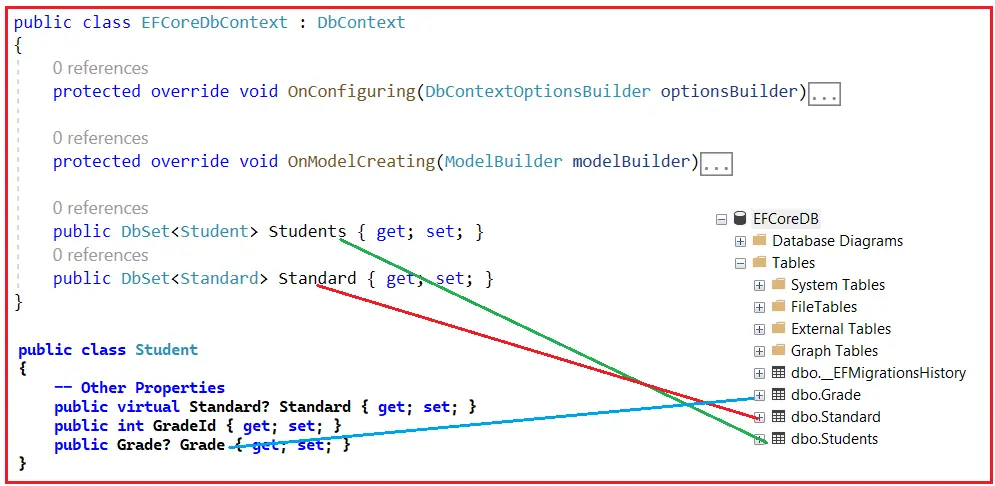 public class EFCoreDbContext : DbContext
{
0 references
protected override void OnConfiguring(DbContextOptionsBuilder optionsBuilder)...
0 references
protected override void OnModelCreating(ModelBuilder modelBuilder)...
0 references
public DbSet<Student> Students { get; set; }
0 references
public DbSet<Standard> Standard { get; set; }
}
public class Student
{
-- Other Properties
public virtual Standard? Standard { get; set; }
public int GradeId { get; set; }
public Grade? Grade { get; set; }
}
EFCoreDB
Database Diagrams
Tables
System Tables
FileTables
External Tables
Graph Tables
dbo.__EFMigrationsHistory
dbo.Grade
dbo.Standard
dbo.Students